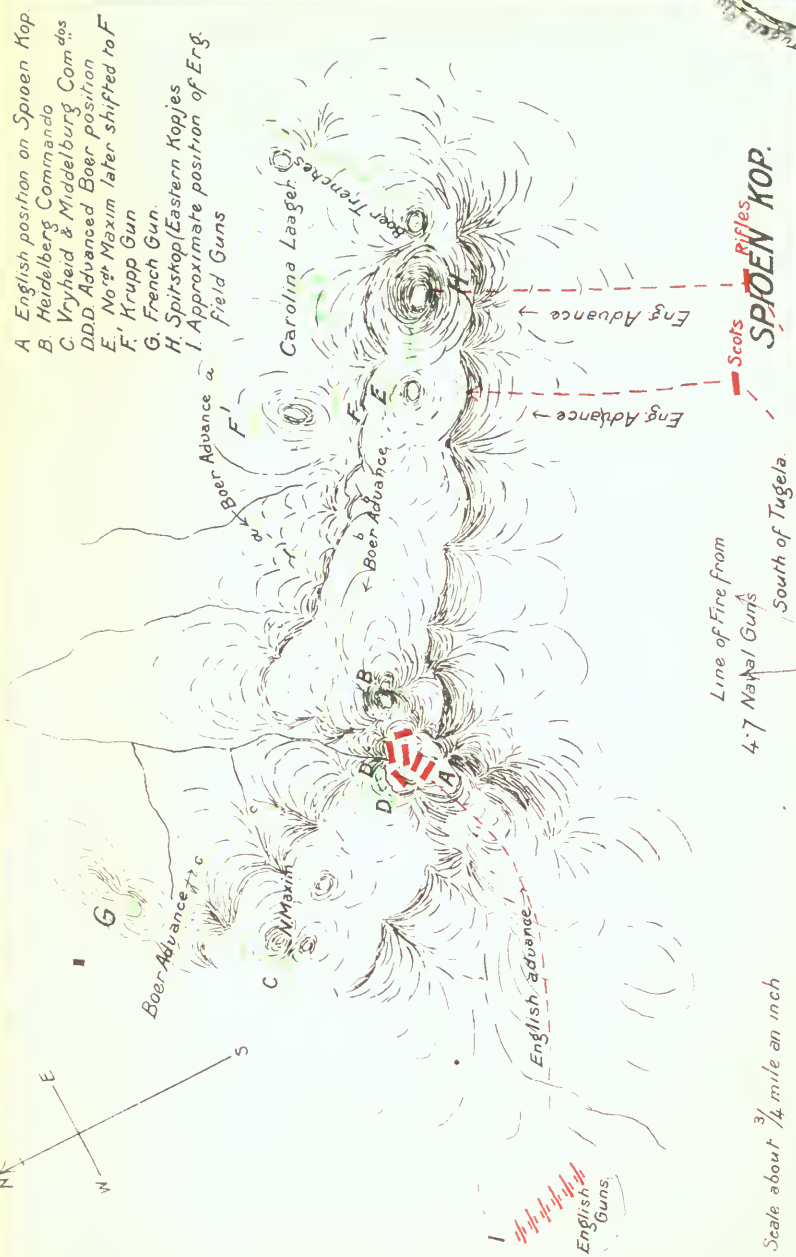 A English position on Spioen Kop.
B. Heidelberg Commando
C. Vryheid & Middelburg Com^dos
D.D.D. Advanced Boer position
E. Nord^t Maxim later shifted to F
F.' Krupp Gun
G. French Gun.
H. Spitskop (Eastern Kopjes
I. Approximate position of Erg.
Field Guns
N
E
W
S
G
Boer Advance c c
C
N Maxim
D
D
B
A
a Boer Advance a
F'
b b
Boer Advance
F
E
Carolina Laager
Boer Trenches
H
Eng. Advance
Eng. Advance
Scots Rifles
SPIOEN KOP.
English advance
I
English
Guns.
Line of Fire from
4·7 Naval Guns
South of Tugela.
Scale about 3/4 mile an inch